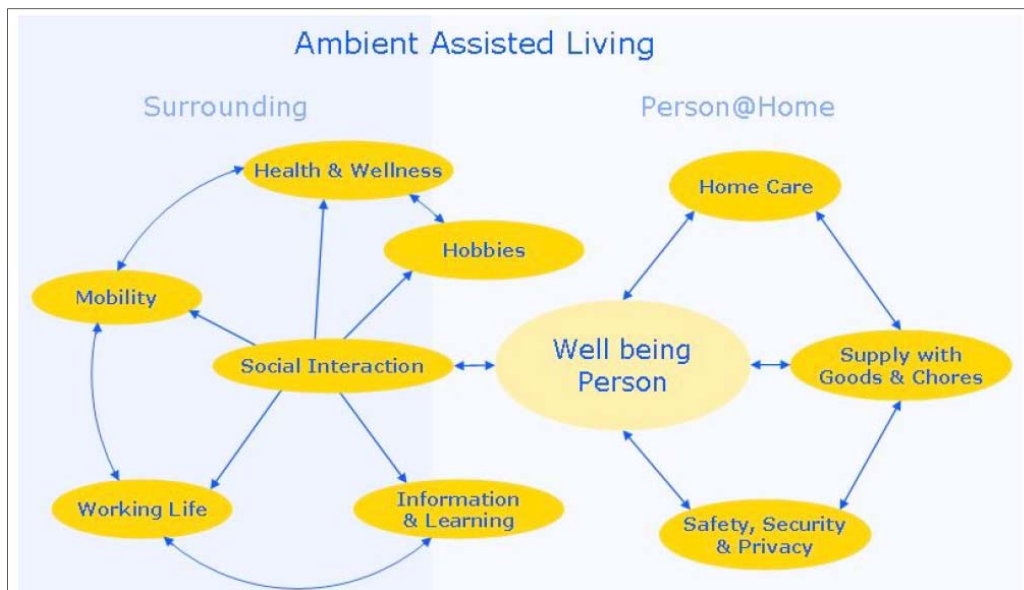 Ambient Assisted Living
Surrounding
Person@Home
Health & Wellness
Home Care
Hobbies
Mobility
Social Interaction
Well being
Person
Supply with
Goods & Chores
Working Life
Information
& Learning
Safety, Security
& Privacy